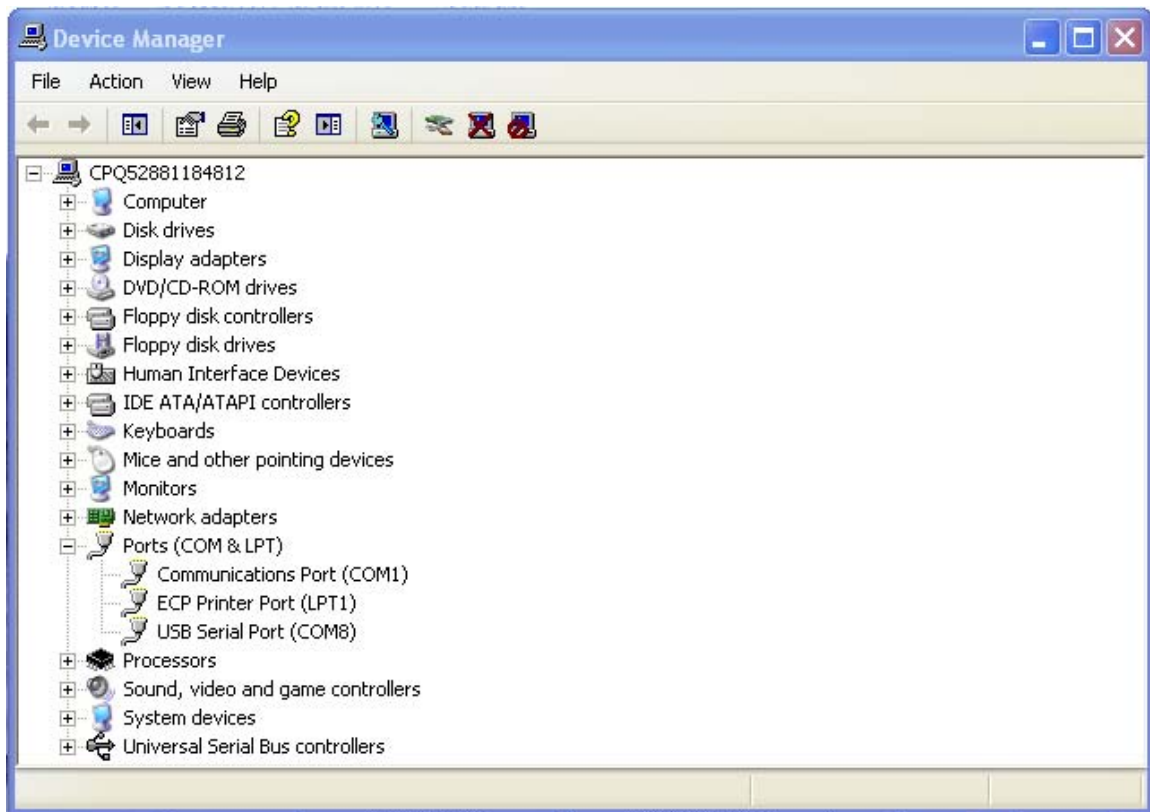 Device Manager
File Action View Help
CPQ52881184812
Computer
Disk drives
Display adapters
DVD/CD-ROM drives
Floppy disk controllers
Floppy disk drives
Human Interface Devices
IDE ATA/ATAPI controllers
Keyboards
Mice and other pointing devices
Monitors
Network adapters
Ports (COM & LPT)
Communications Port (COM1)
ECP Printer Port (LPT1)
USB Serial Port (COM8)
Processors
Sound, video and game controllers
System devices
Universal Serial Bus controllers